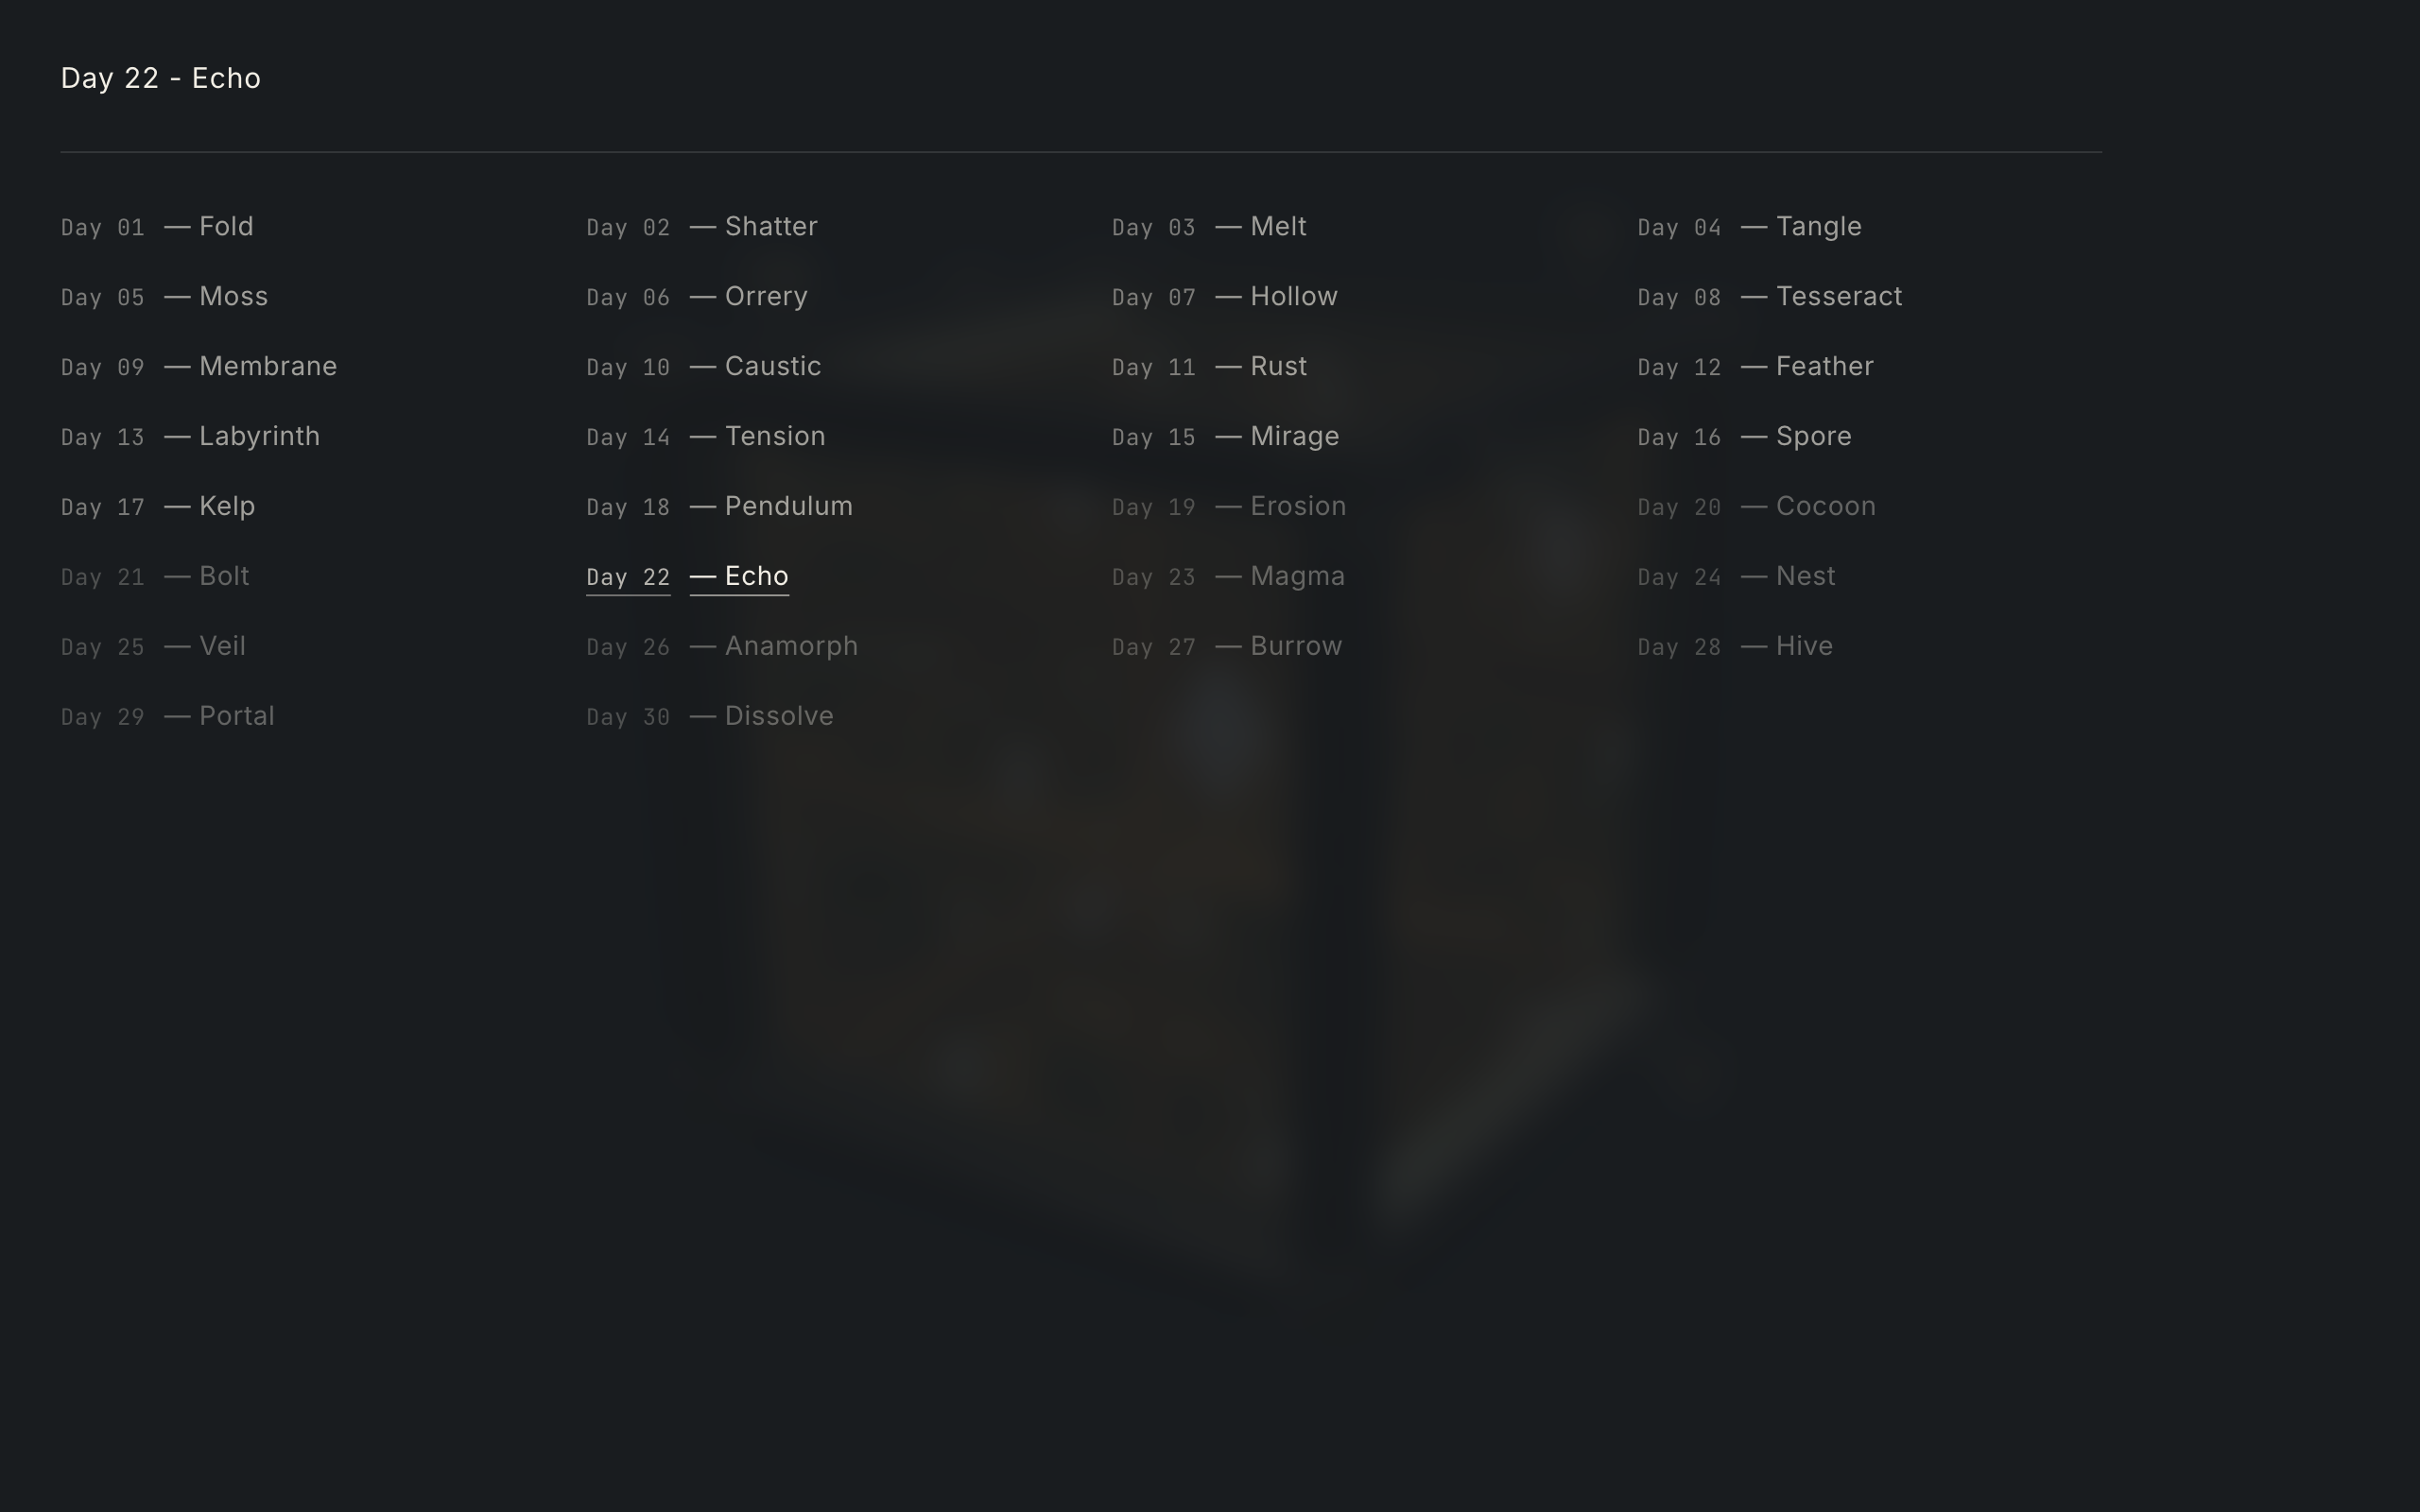 Day 22 - Echo
Day 01 — Fold
Day 02 — Shatter
Day 03 — Melt
Day 04 — Tangle
Day 05 — Moss
Day 06 — Orrery
Day 07 — Hollow
Day 08 — Tesseract
Day 09 — Membrane
Day 10 — Caustic
Day 11 — Rust
Day 12 — Feather
Day 13 — Labyrinth
Day 14 — Tension
Day 15 — Mirage
Day 16 — Spore
Day 17 — Kelp
Day 18 — Pendulum
Day 19 — Erosion
Day 20 — Cocoon
Day 21 — Bolt
Day 22 — Echo
Day 23 — Magma
Day 24 — Nest
Day 25 — Veil
Day 26 — Anamorph
Day 27 — Burrow
Day 28 — Hive
Day 29 — Portal
Day 30 — Dissolve